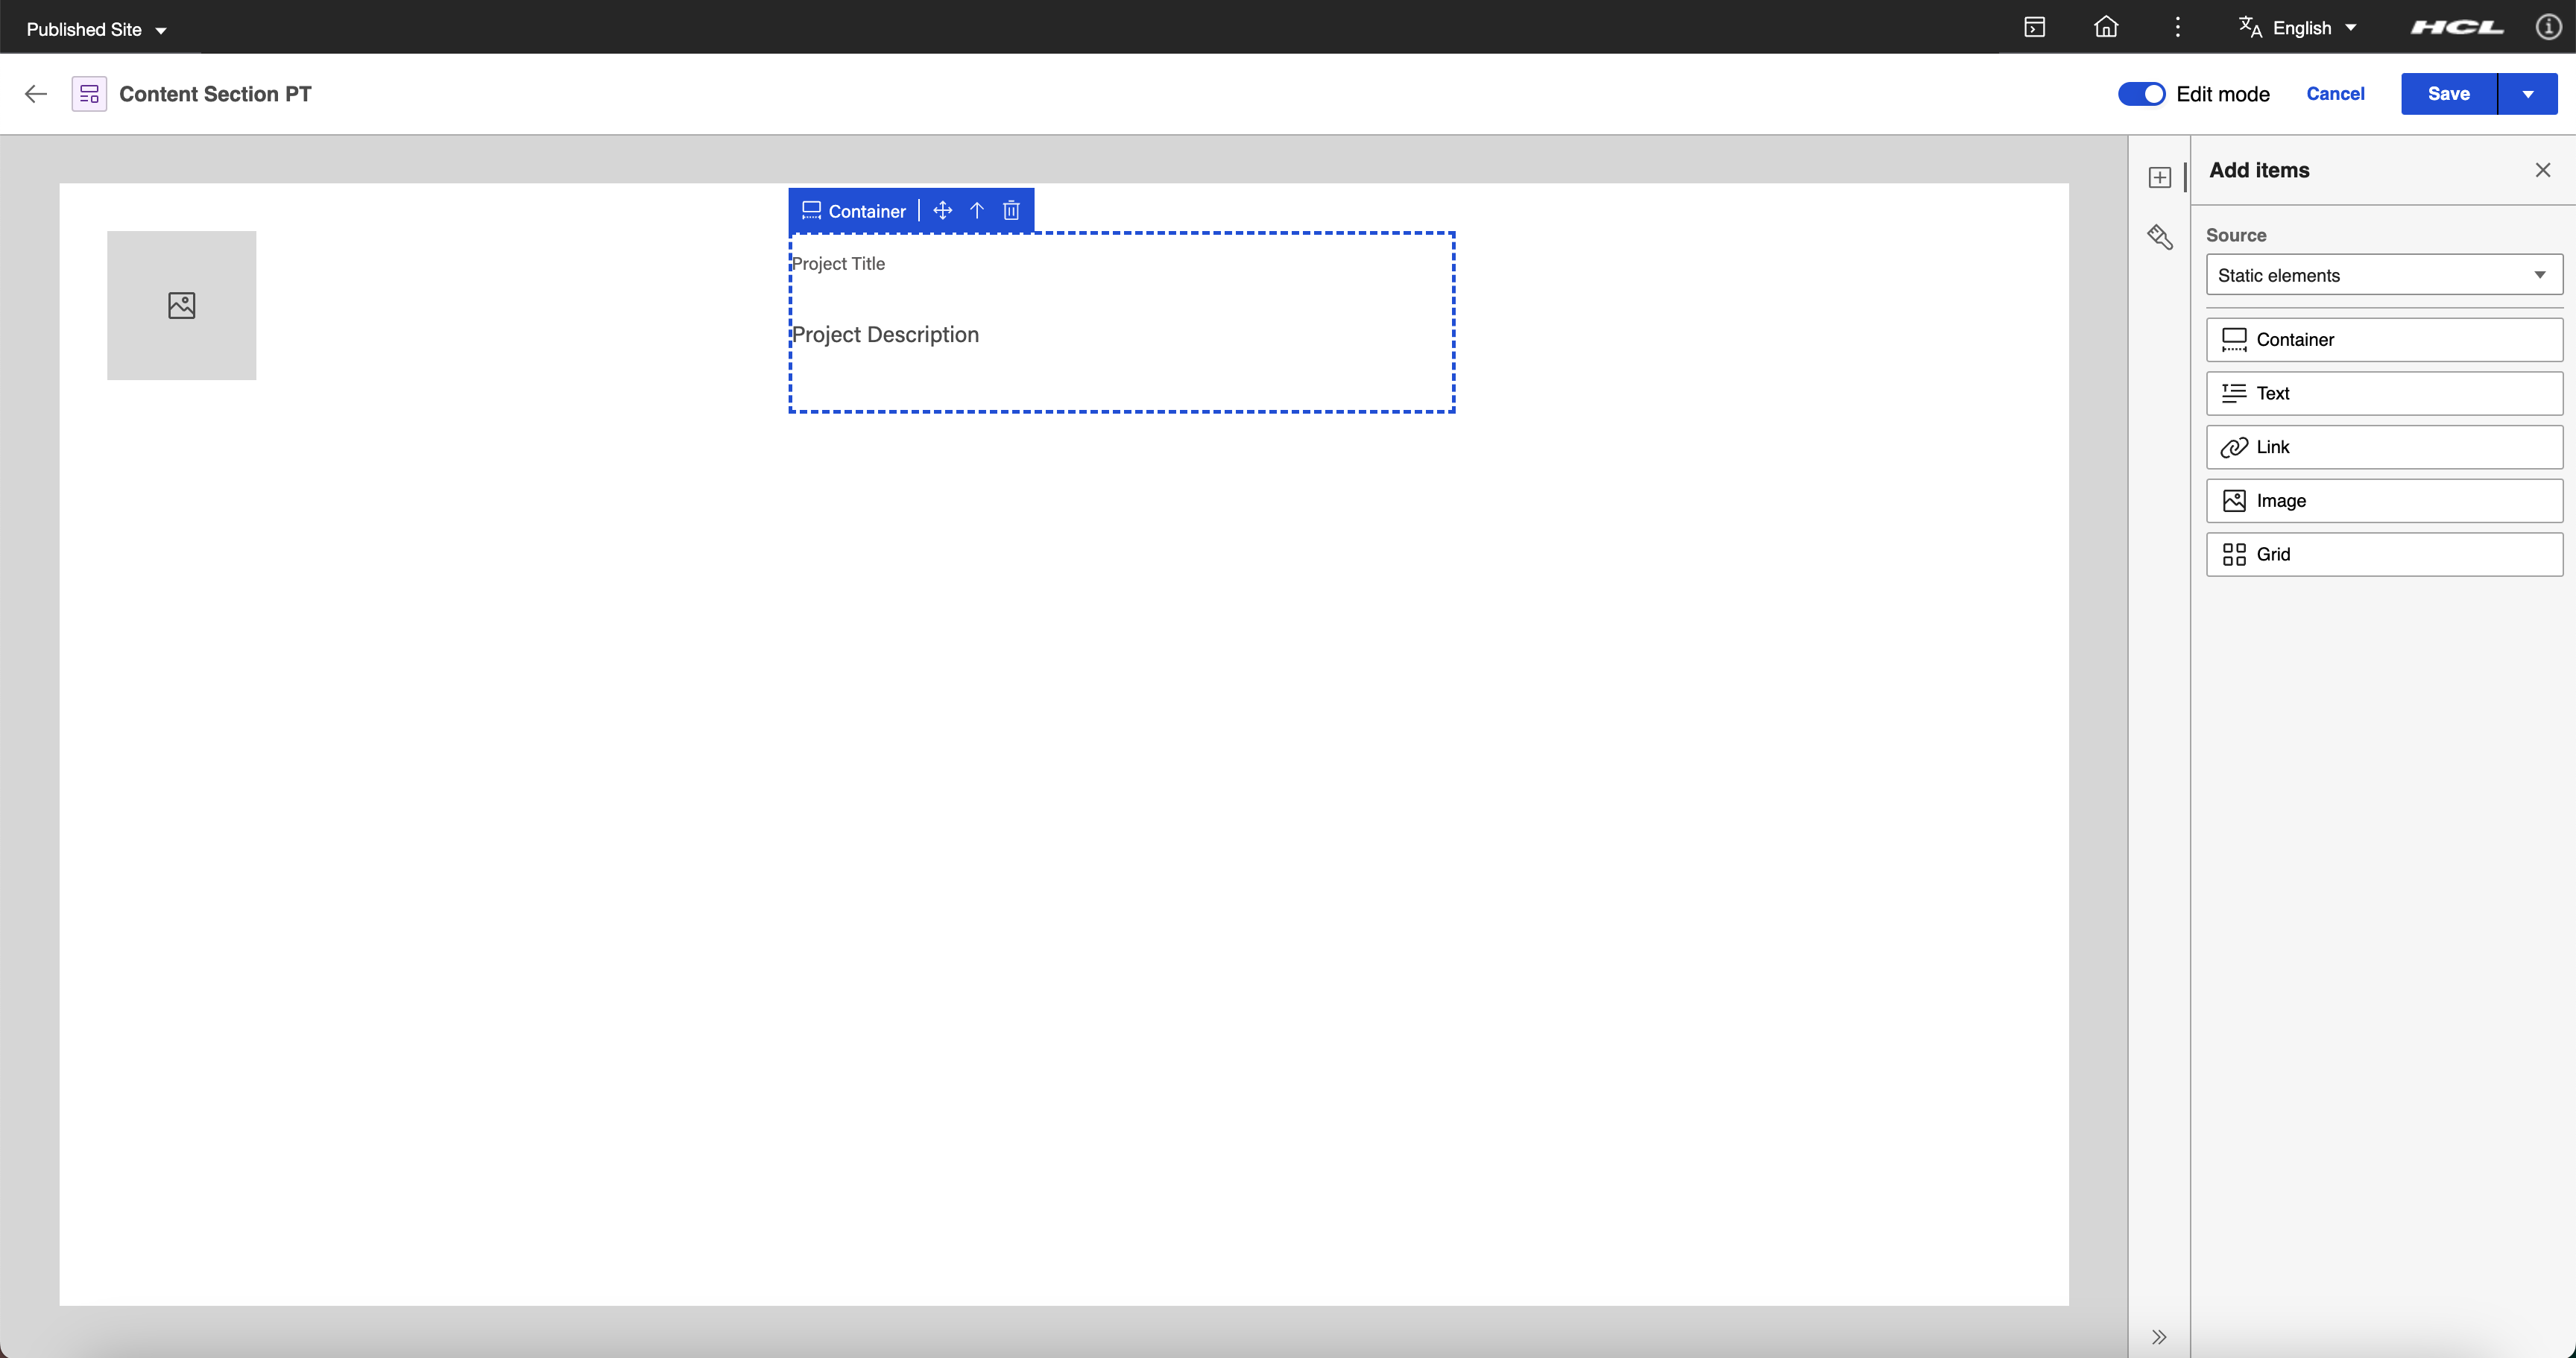 Published Site
English
HCL
Content Section PT
Edit mode
Cancel
Save
Container
Project Title
Project Description
Add items
Source
Static elements
Container
Text
Link
Image
Grid